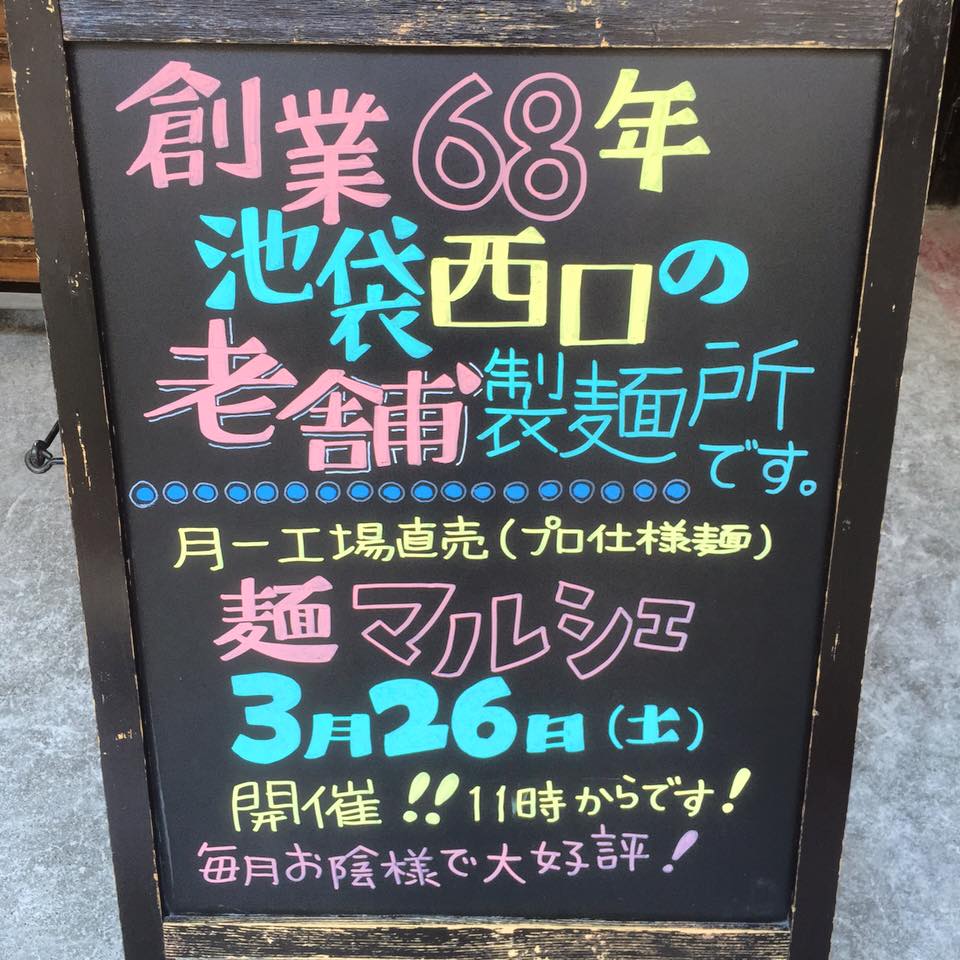 創業68年
池袋西口の
老舗製麺所
です。
月一工場直売(プロ仕様麺)
麺マルシェ
3月26日(土)
開催!!11時からです!
毎月お陰様で大好評!